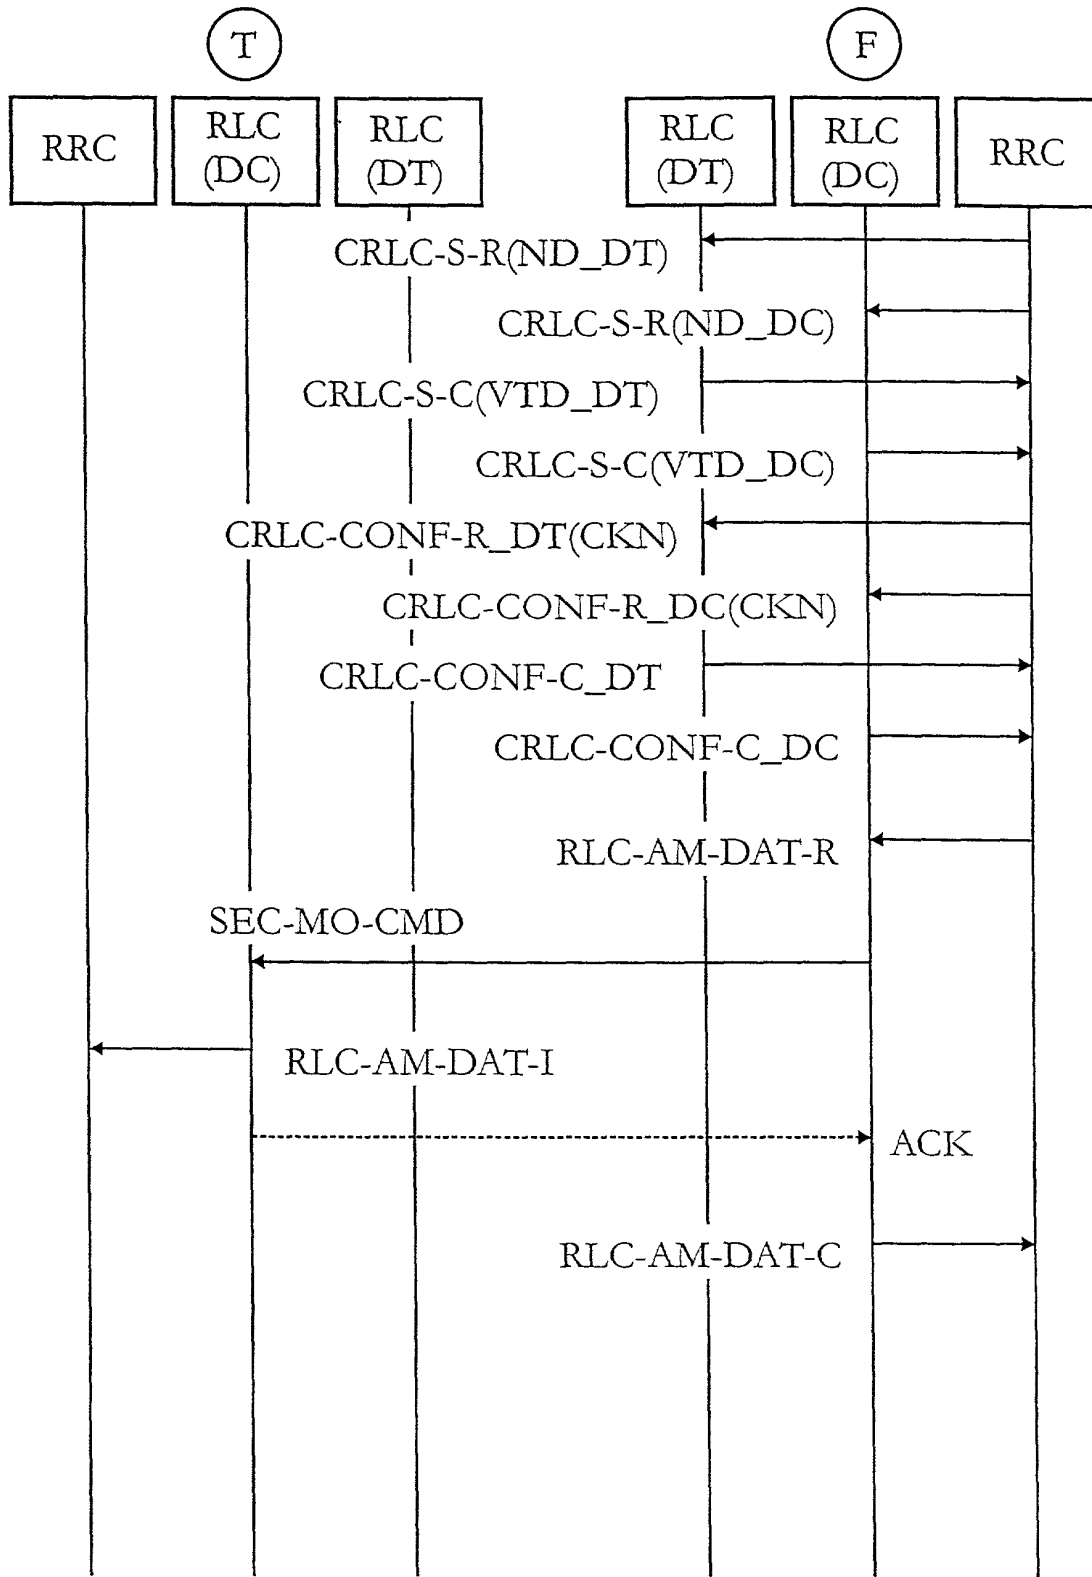 T
F
RRC
RLC
(DC)
RLC
(DT)
RLC
(DT)
RLC
(DC)
RRC
CRLC-S-R(ND_DT)
CRLC-S-R(ND_DC)
CRLC-S-C(VTD_DT)
CRLC-S-C(VTD_DC)
CRLC-CONF-R_DT(CKN)
CRLC-CONF-R_DC(CKN)
CRLC-CONF-C_DT
CRLC-CONF-C_DC
RLC-AM-DAT-R
SEC-MO-CMD
RLC-AM-DAT-I
ACK
RLC-AM-DAT-C